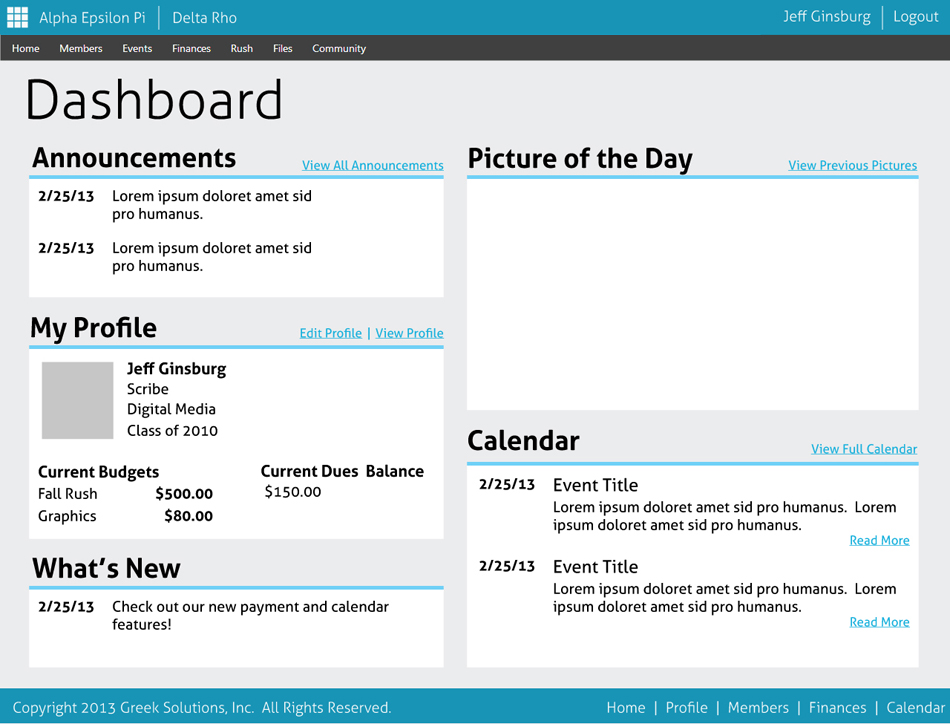 Alpha Epsilon Pi | Delta Rho
Jeff Ginsburg | Logout
Home Members Events Finances Rush Files Community
Dashboard
Announcements
View All Announcements
2/25/13 Lorem ipsum doloret amet sid
pro humanus.
2/25/13 Lorem ipsum doloret amet sid
pro humanus.
My Profile
Edit Profile | View Profile
Jeff Ginsburg
Scribe
Digital Media
Class of 2010
Current Budgets
Fall Rush $500.00
Graphics $80.00
Current Dues Balance
$150.00
What's New
2/25/13 Check out our new payment and calendar
features!
Picture of the Day
View Previous Pictures
Calendar
View Full Calendar
2/25/13 Event Title
Lorem ipsum doloret amet sid pro humanus. Lorem
ipsum doloret amet sid pro humanus.
Read More
2/25/13 Event Title
Lorem ipsum doloret amet sid pro humanus. Lorem
ipsum doloret amet sid pro humanus.
Read More
Copyright 2013 Greek Solutions, Inc. All Rights Reserved.
Home | Profile | Members | Finances | Calendar